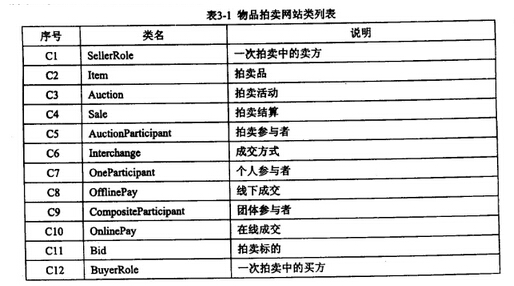 表3-1 物品拍卖网站类列表
序号 类名 说明
C1 SellerRole 一次拍卖中的卖方
C2 Item 拍卖品
C3 Auction 拍卖活动
C4 Sale 拍卖结算
C5 AuctionParticipant 拍卖参与者
C6 Interchange 成交方式
C7 OneParticipant 个人参与者
C8 OfflinePay 线下成交
C9 CompositeParticipant 团体参与者
C10 OnlinePay 在线成交
C11 Bid 拍卖标的
C12 BuyerRole 一次拍卖中的买方